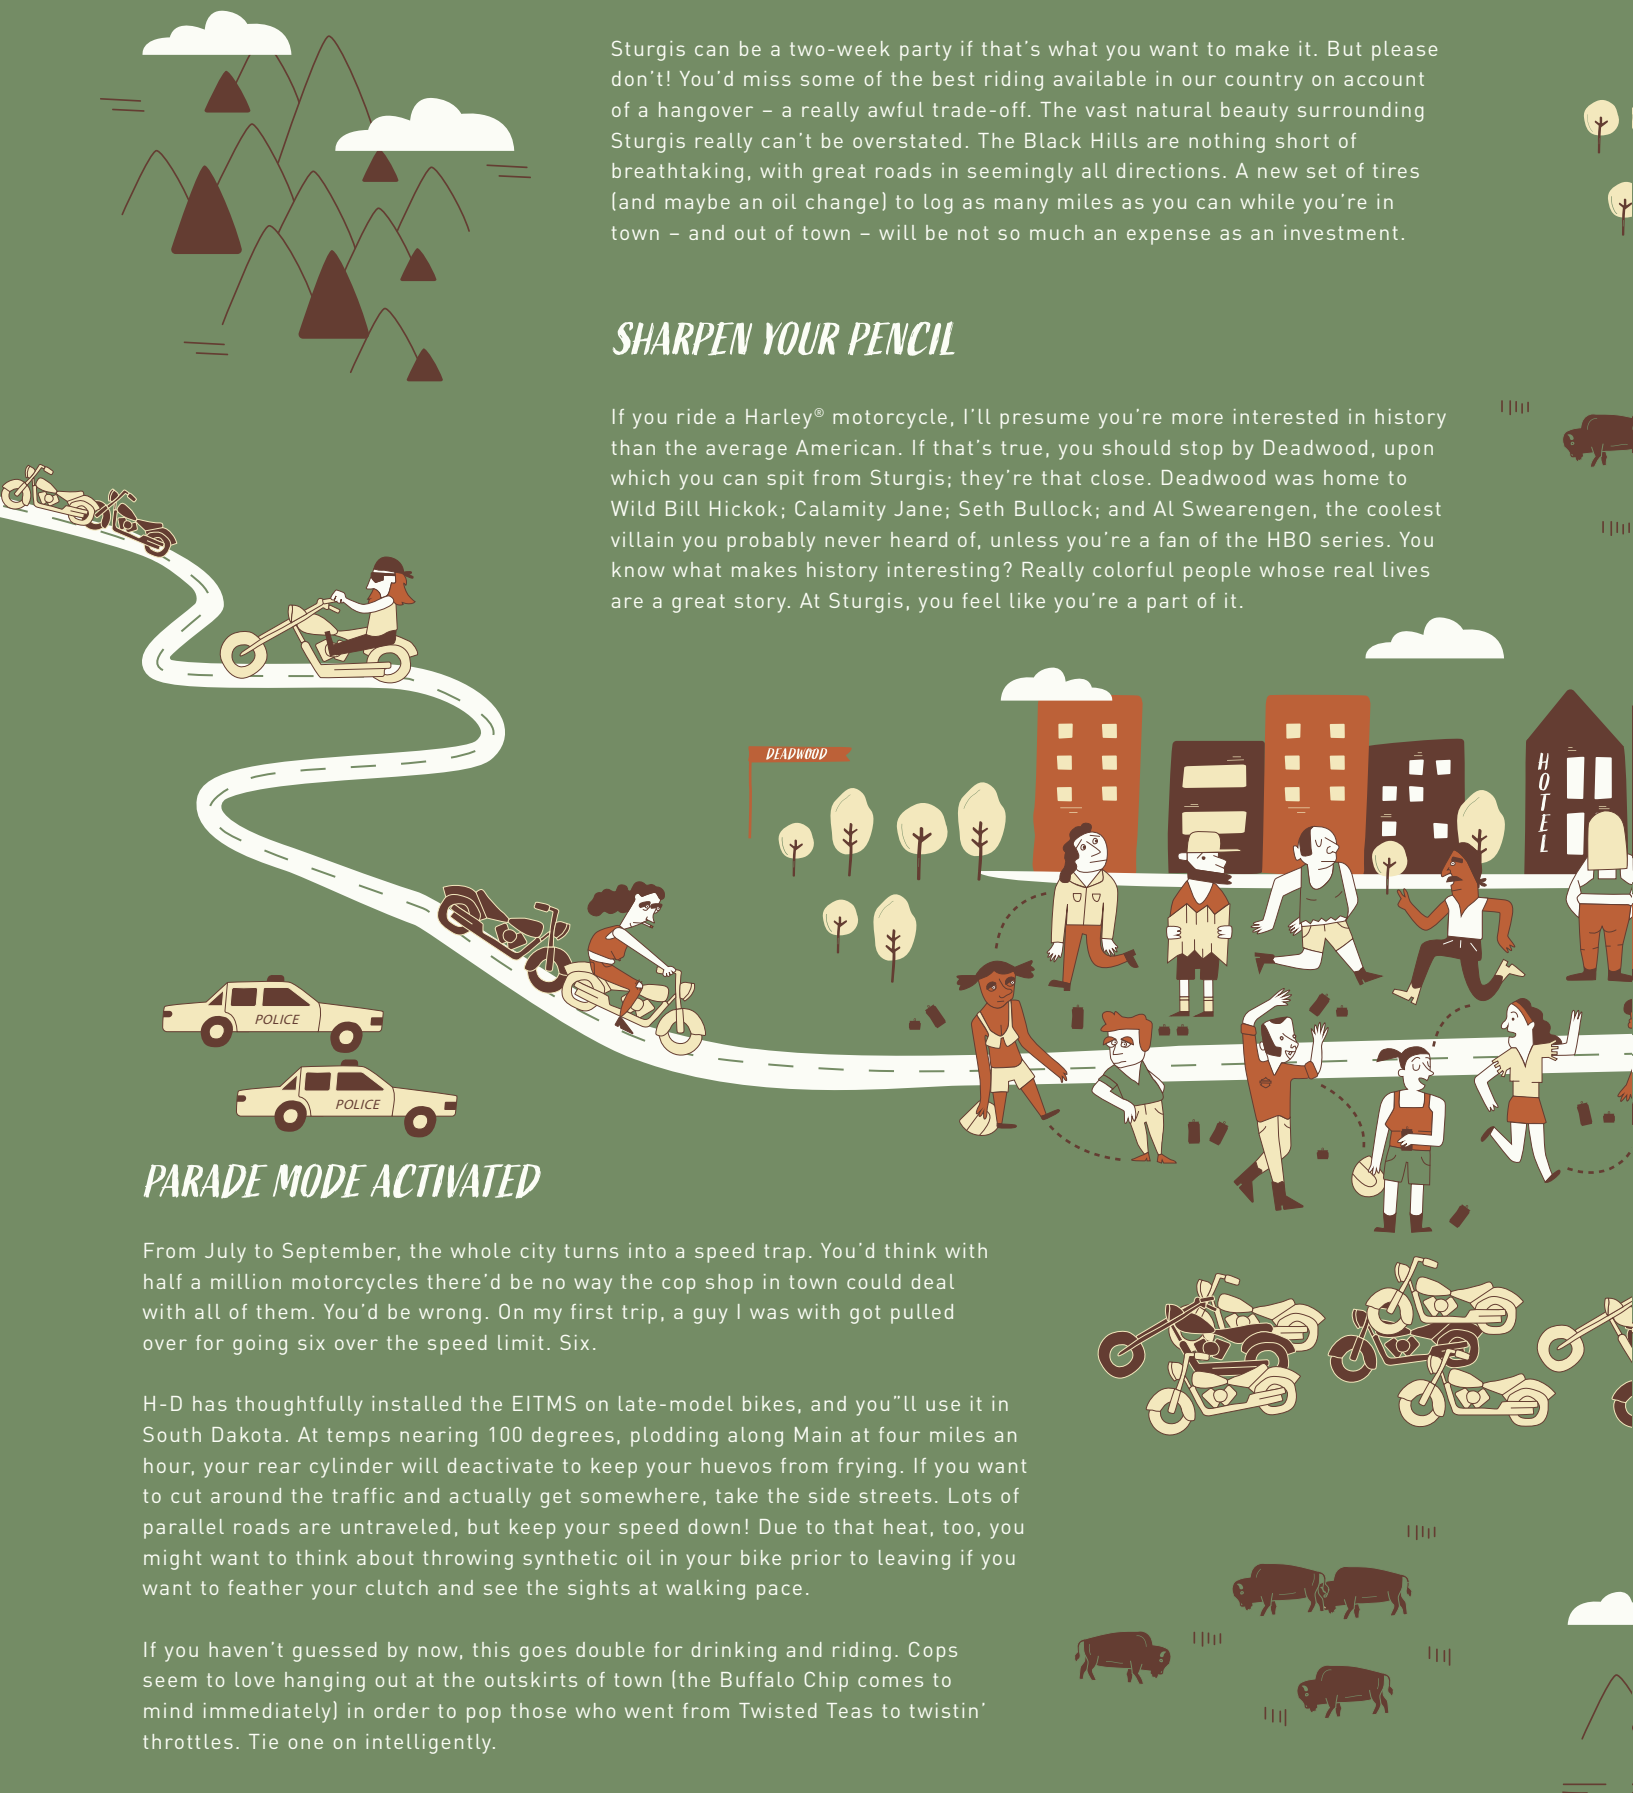 Sturgis can be a two-week party if that’s what you want to make it. But please
don’t! You’d miss some of the best riding available in our country on account
of a hangover – a really awful trade-off. The vast natural beauty surrounding
Sturgis really can’t be overstated. The Black Hills are nothing short of
breathtaking, with great roads in seemingly all directions. A new set of tires
(and maybe an oil change) to log as many miles as you can while you’re in
town – and out of town – will be not so much an expense as an investment.
SHARPEN YOUR PENCIL
If you ride a Harley® motorcycle, I’ll presume you’re more interested in history
than the average American. If that’s true, you should stop by Deadwood, upon
which you can spit from Sturgis; they’re that close. Deadwood was home to
Wild Bill Hickok; Calamity Jane; Seth Bullock; and Al Swearengen, the coolest
villain you probably never heard of, unless you’re a fan of the HBO series. You
know what makes history interesting? Really colorful people whose real lives
are a great story. At Sturgis, you feel like you’re a part of it.
DEADWOOD
HOTEL
POLICE
POLICE
PARADE MODE ACTIVATED
From July to September, the whole city turns into a speed trap. You’d think with
half a million motorcycles there’d be no way the cop shop in town could deal
with all of them. You’d be wrong. On my first trip, a guy I was with got pulled
over for going six over the speed limit. Six.
H-D has thoughtfully installed the EITMS on late-model bikes, and you”ll use it in
South Dakota. At temps nearing 100 degrees, plodding along Main at four miles an
hour, your rear cylinder will deactivate to keep your huevos from frying. If you want
to cut around the traffic and actually get somewhere, take the side streets. Lots of
parallel roads are untraveled, but keep your speed down! Due to that heat, too, you
might want to think about throwing synthetic oil in your bike prior to leaving if you
want to feather your clutch and see the sights at walking pace.
If you haven’t guessed by now, this goes double for drinking and riding. Cops
seem to love hanging out at the outskirts of town (the Buffalo Chip comes to
mind immediately) in order to pop those who went from Twisted Teas to twistin’
throttles. Tie one on intelligently.